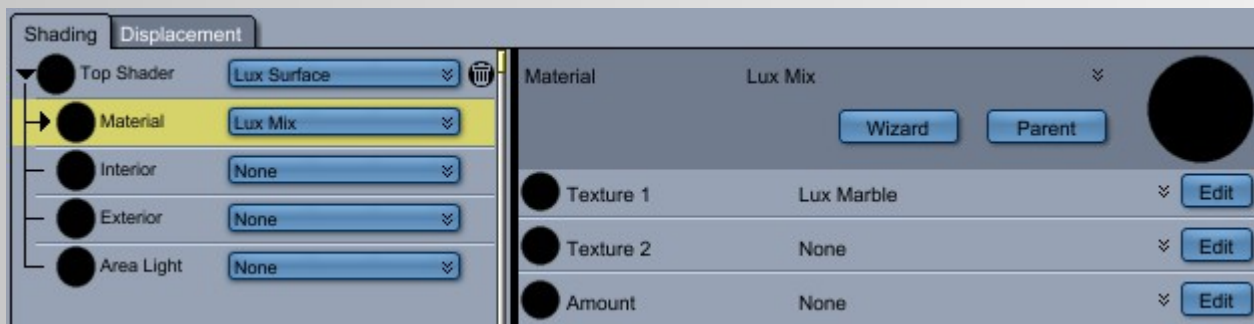 Shading Displacement
Top Shader Lux Surface
Material Lux Mix
Interior None
Exterior None
Area Light None
Material Lux Mix
Wizard Parent
Texture 1 Lux Marble Edit
Texture 2 None Edit
Amount None Edit